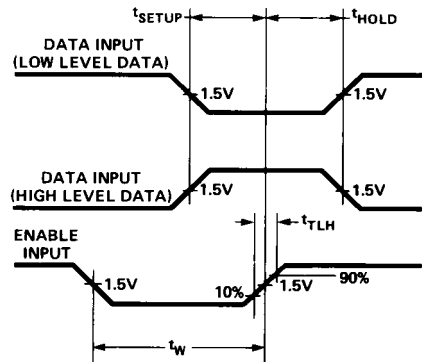 tSETUP tHOLD
DATA INPUT
(LOW LEVEL DATA)
1.5V 1.5V
DATA INPUT
(HIGH LEVEL DATA)
1.5V 1.5V
tTLH
ENABLE
INPUT
1.5V 10% 1.5V 90%
tW